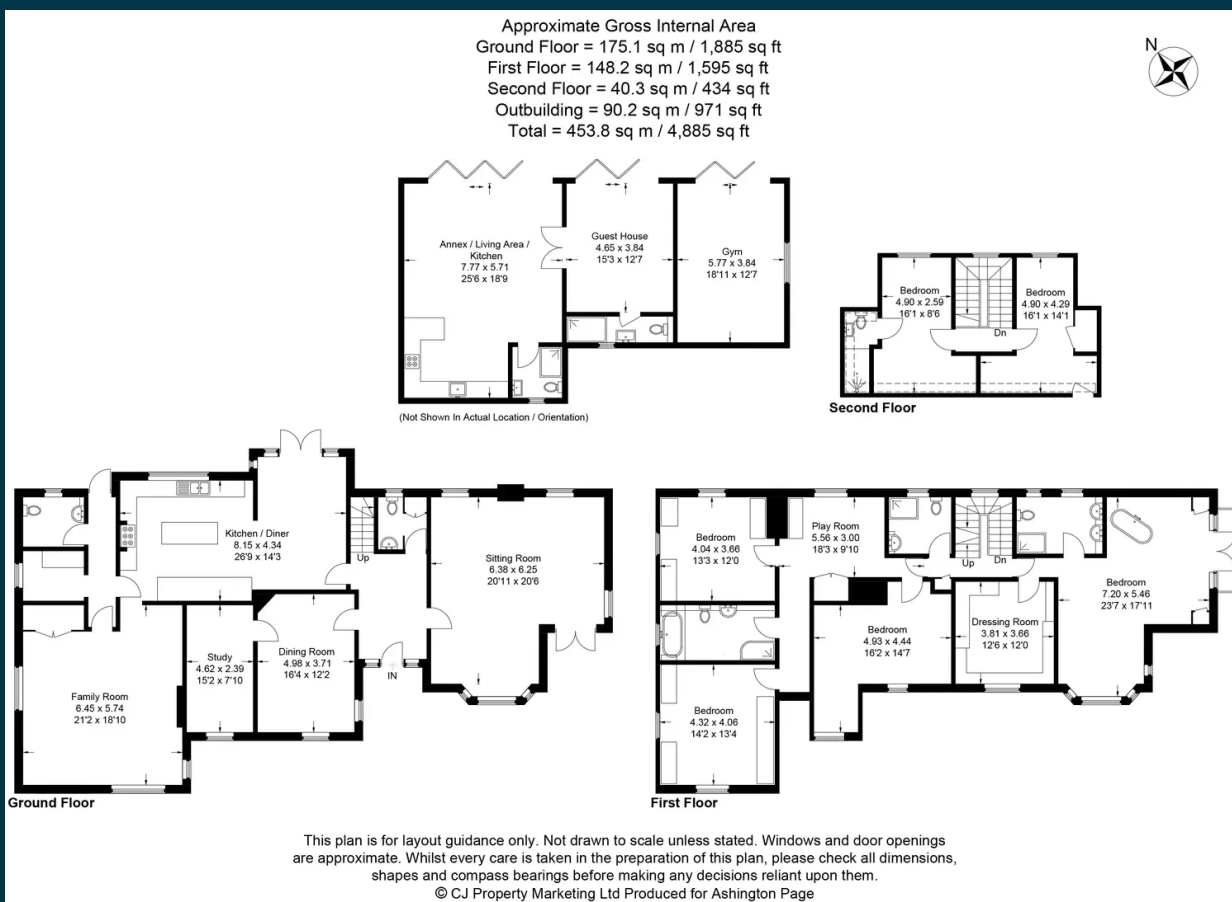 Approximate Gross Internal Area
Ground Floor = 175.1 sq m / 1,885 sq ft
First Floor = 148.2 sq m / 1,595 sq ft
Second Floor = 40.3 sq m / 434 sq ft
Outbuilding = 90.2 sq m / 971 sq ft
Total = 453.8 sq m / 4,885 sq ft
N
Annex / Living Area /
Kitchen
7.77 x 5.71
25'6 x 18'9
Guest House
4.65 x 3.84
15'3 x 12'7
Gym
5.77 x 3.84
18'11 x 12'7
(Not Shown In Actual Location / Orientation)
Bedroom
4.90 x 2.59
16'1 x 8'6
Dn
Bedroom
4.90 x 4.29
16'1 x 14'1
Second Floor
Kitchen / Diner
8.15 x 4.34
26'9 x 14'3
Up
Sitting Room
6.38 x 6.25
20'11 x 20'6
Study
4.62 x 2.39
15'2 x 7'10
Dining Room
4.98 x 3.71
16'4 x 12'2
IN
Family Room
6.45 x 5.74
21'2 x 18'10
Ground Floor
Bedroom
4.04 x 3.66
13'3 x 12'0
Play Room
5.56 x 3.00
18'3 x 9'10
Up
Dn
Bedroom
7.20 x 5.46
23'7 x 17'11
Bedroom
4.93 x 4.44
16'2 x 14'7
Dressing Room
3.81 x 3.66
12'6 x 12'0
Bedroom
4.32 x 4.06
14'2 x 13'4
First Floor
This plan is for layout guidance only. Not drawn to scale unless stated. Windows and door openings
are approximate. Whilst every care is taken in the preparation of this plan, please check all dimensions,
shapes and compass bearings before making any decisions reliant upon them.
© CJ Property Marketing Ltd Produced for Ashington Page